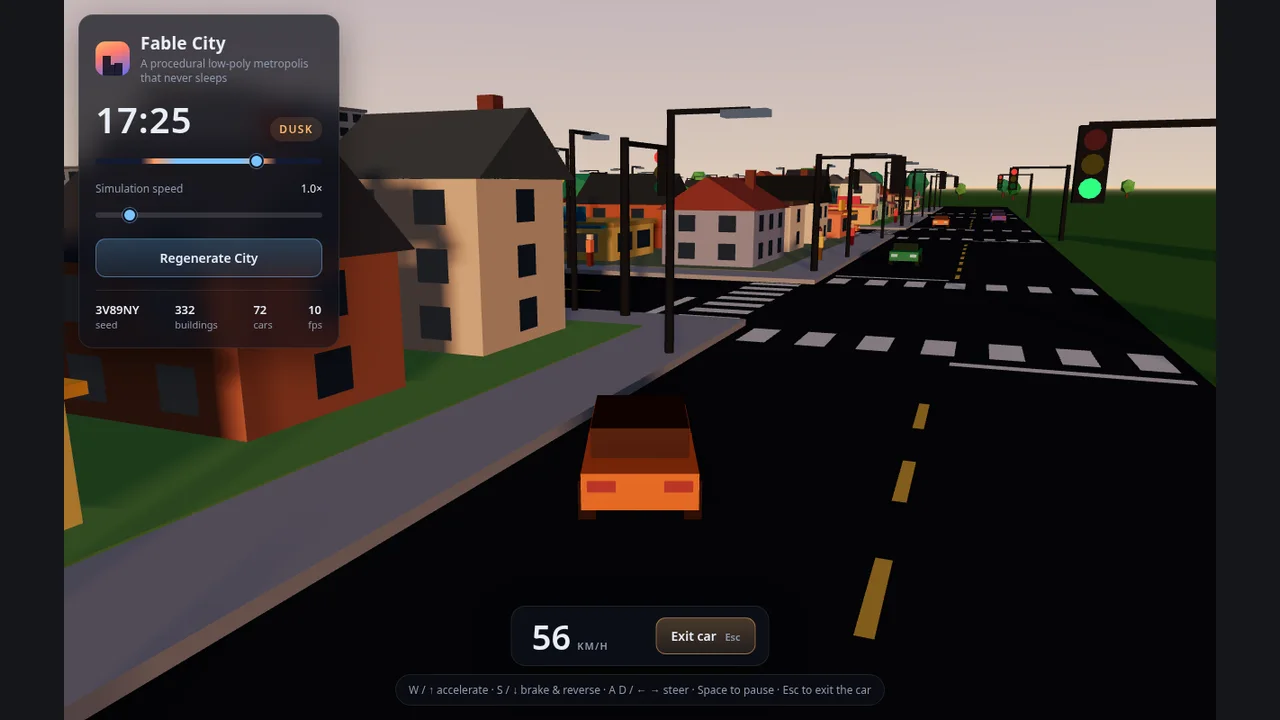 Fable City
A procedural low-poly metropolis
that never sleeps
17:25
DUSK
Simulation speed
1.0×
Regenerate City
3V89NY
332
72
10
seed
buildings
cars
fps
56 KM/H
Exit car Esc
W / ↑ accelerate · S / ↓ brake & reverse · A D / ← → steer · Space to pause · Esc to exit the car